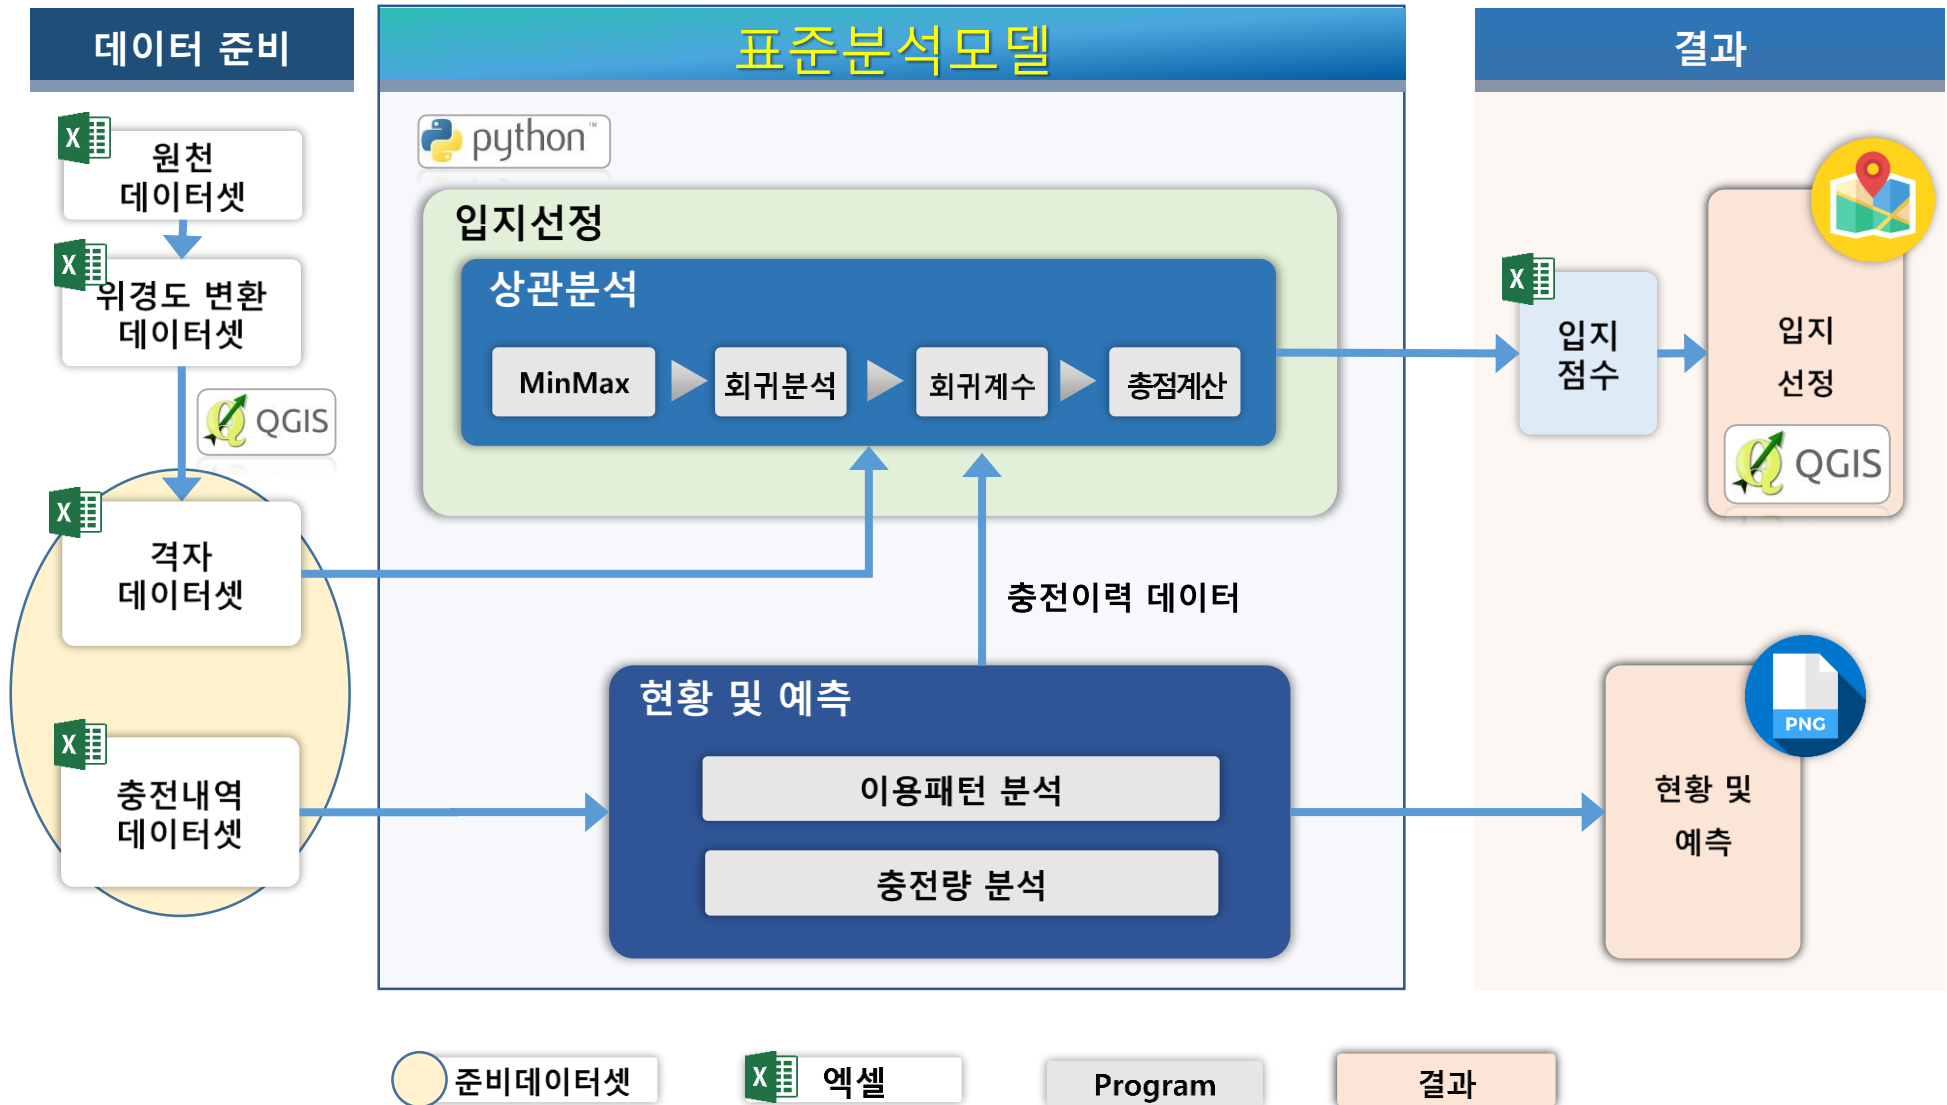 데이터 준비
표준분석모델
결과
원천
데이터셋
위경도 변환
데이터셋
QGIS
격자
데이터셋
충전내역
데이터셋
python™
입지선정
상관분석
MinMax
회귀분석
회귀계수
총점계산
충전이력 데이터
현황 및 예측
이용패턴 분석
충전량 분석
입지
점수
입지
선정
QGIS
PNG
현황 및
예측
준비데이터셋
엑셀
Program
결과